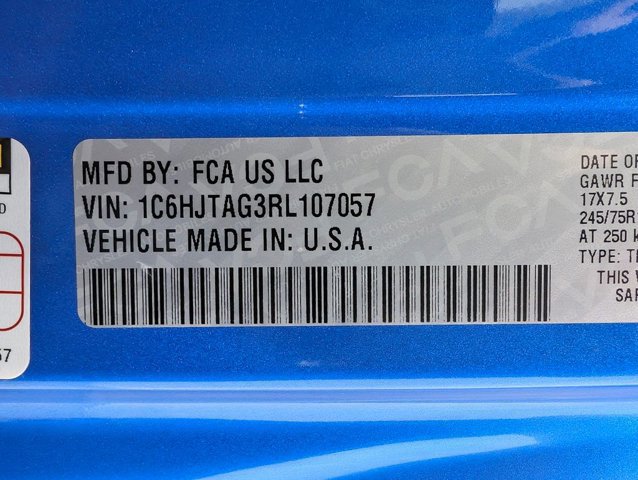 MFD BY: FCA US LLC
VIN: 1C6HJTAG3RL107057
VEHICLE MADE IN: U.S.A.
DATE OF
GAWR F
17X7.5
245/75R
AT 250 k
TYPE: T
THIS
SAF
D
57